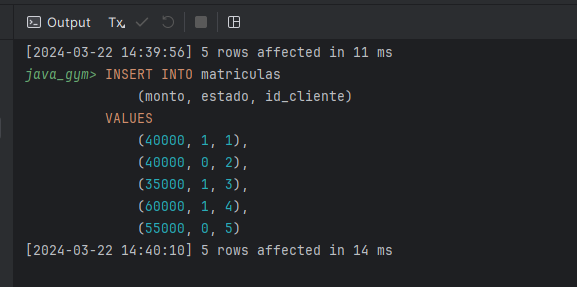 Output Tx
[2024-03-22 14:39:56] 5 rows affected in 11 ms
java_gym> INSERT INTO matriculas
(monto, estado, id_cliente)
VALUES
(40000, 1, 1),
(40000, 0, 2),
(35000, 1, 3),
(60000, 1, 4),
(55000, 0, 5)
[2024-03-22 14:40:10] 5 rows affected in 14 ms